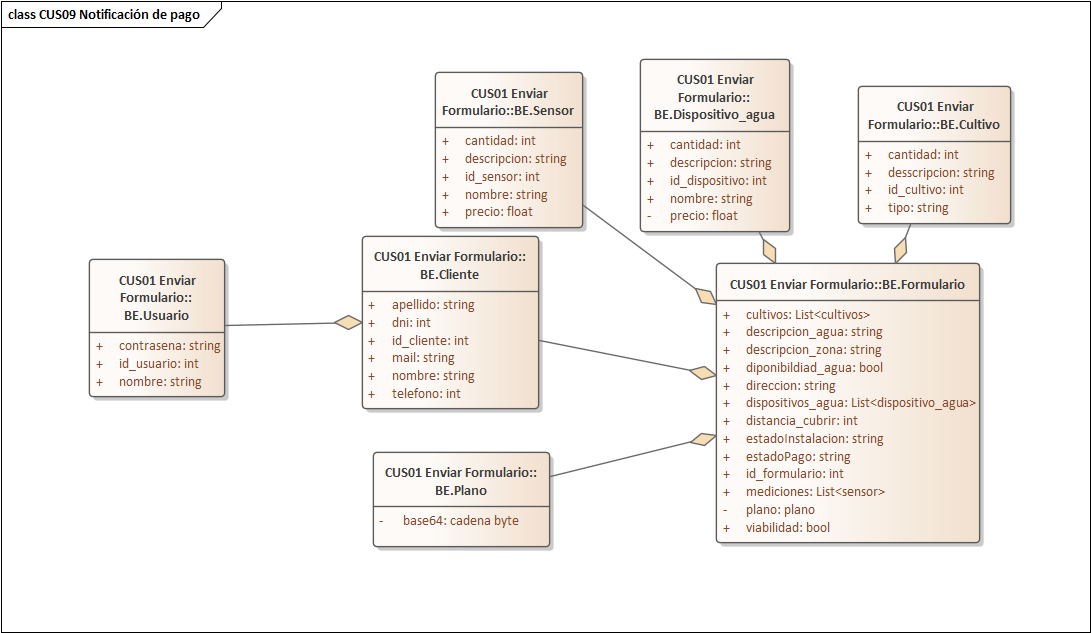 class CUS09 Notificación de pago
CUS01 Enviar
Formulario::BE.Sensor
+ cantidad: int
+ descripcion: string
+ id_sensor: int
+ nombre: string
+ precio: float
CUS01 Enviar
Formulario::
BE.Dispositivo_agua
+ cantidad: int
+ descripcion: string
+ id_dispositivo: int
+ nombre: string
- precio: float
CUS01 Enviar
Formulario::BE.Cultivo
+ cantidad: int
+ desscripcion: string
+ id_cultivo: int
+ tipo: string
CUS01 Enviar
Formulario::
BE.Usuario
+ contrasena: string
+ id_usuario: int
+ nombre: string
CUS01 Enviar Formulario::
BE.Cliente
+ apellido: string
+ dni: int
+ id_cliente: int
+ mail: string
+ nombre: string
+ telefono: int
CUS01 Enviar Formulario::BE.Formulario
+ cultivos: List<cultivos>
+ descripcion_agua: string
+ descripcion_zona: string
+ diponibildiad_agua: bool
+ direccion: string
+ dispositivos_agua: List<dispositivo_agua>
+ distancia_cubrir: int
+ estadoInstalacion: string
+ estadoPago: string
+ id_formulario: int
+ mediciones: List<sensor>
- plano: plano
+ viabilidad: bool
CUS01 Enviar Formulario::
BE.Plano
- base64: cadena byte